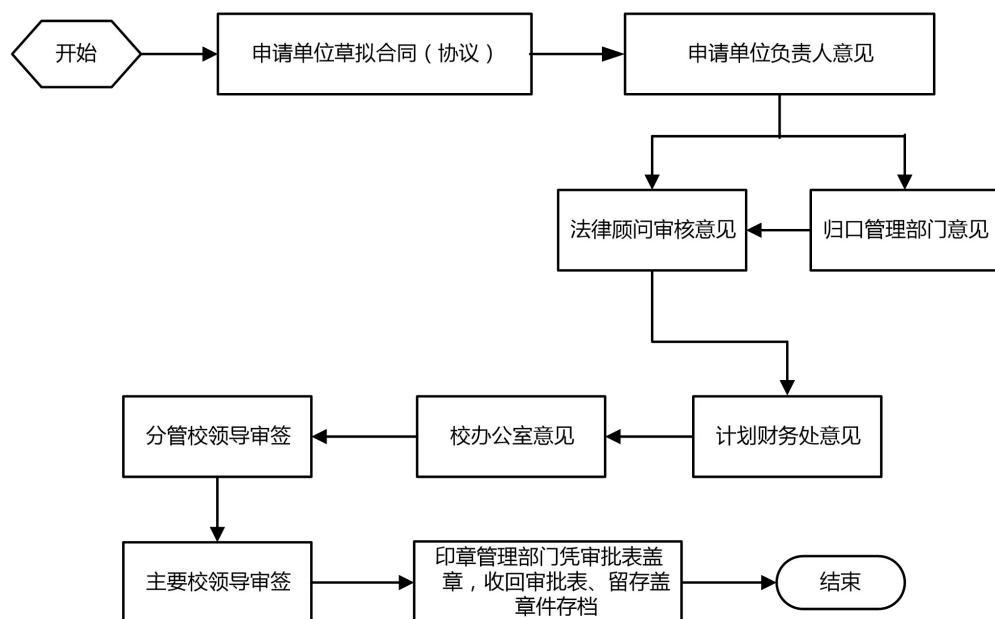 开始
申请单位草拟合同（协议）
申请单位负责人意见
法律顾问审核意见
归口管理部门意见
分管校领导审签
校办公室意见
计划财务处意见
主要校领导审签
印章管理部门凭审批表盖
章，收回审批表、留存盖
章件存档
结束